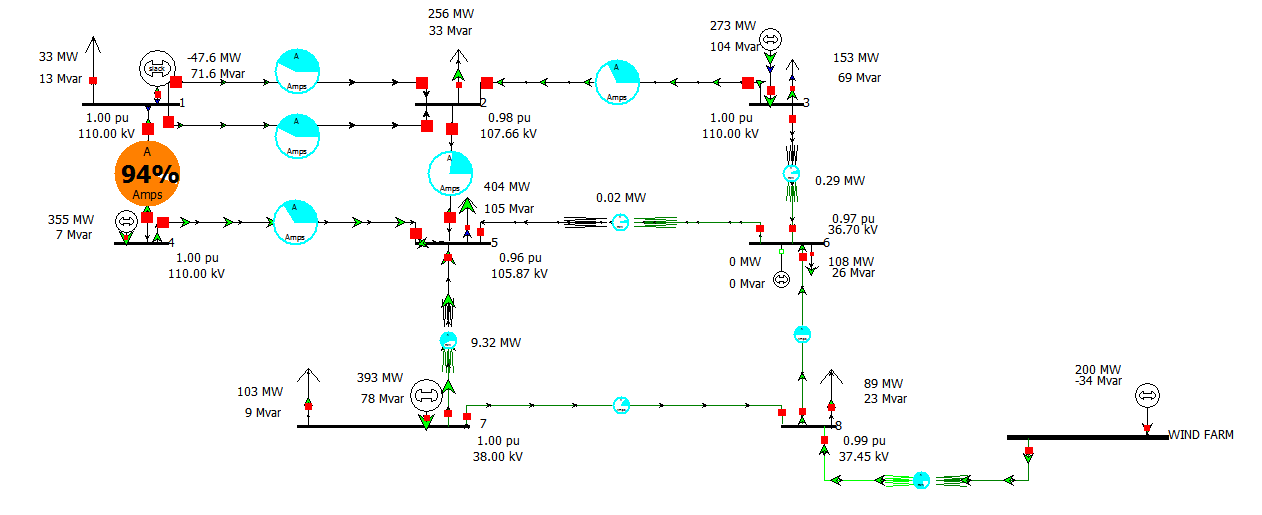 256 MW
33 Mvar
273 MW
104 Mvar
33 MW
13 Mvar
slack
-47.6 MW
71.6 Mvar
A
Amps
A
Amps
153 MW
69 Mvar
1
2
3
1.00 pu
110.00 kV
0.98 pu
107.66 kV
1.00 pu
110.00 kV
A
Amps
A
94%
Amps
A
Amps
404 MW
105 Mvar
0.29 MW
0.02 MW
355 MW
7 Mvar
A
Amps
0.97 pu
36.70 kV
4
5
6
1.00 pu
110.00 kV
0.96 pu
105.87 kV
0 MW
0 Mvar
108 MW
26 Mvar
9.32 MW
103 MW
9 Mvar
393 MW
78 Mvar
89 MW
23 Mvar
200 MW
-34 Mvar
7
8
1.00 pu
38.00 kV
0.99 pu
37.45 kV
WIND FARM